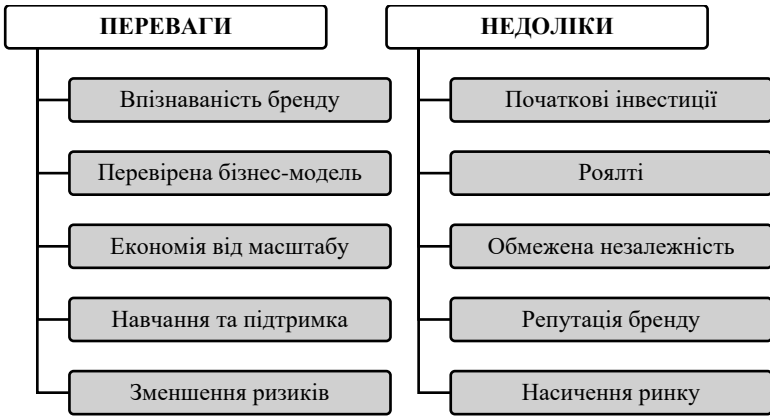 ПЕРЕВАГИ
Впізнаваність бренду
Перевірена бізнес-модель
Економія від масштабу
Навчання та підтримка
Зменшення ризиків
НЕДОЛІКИ
Початкові інвестиції
Роялті
Обмежена незалежність
Репутація бренду
Насичення ринку